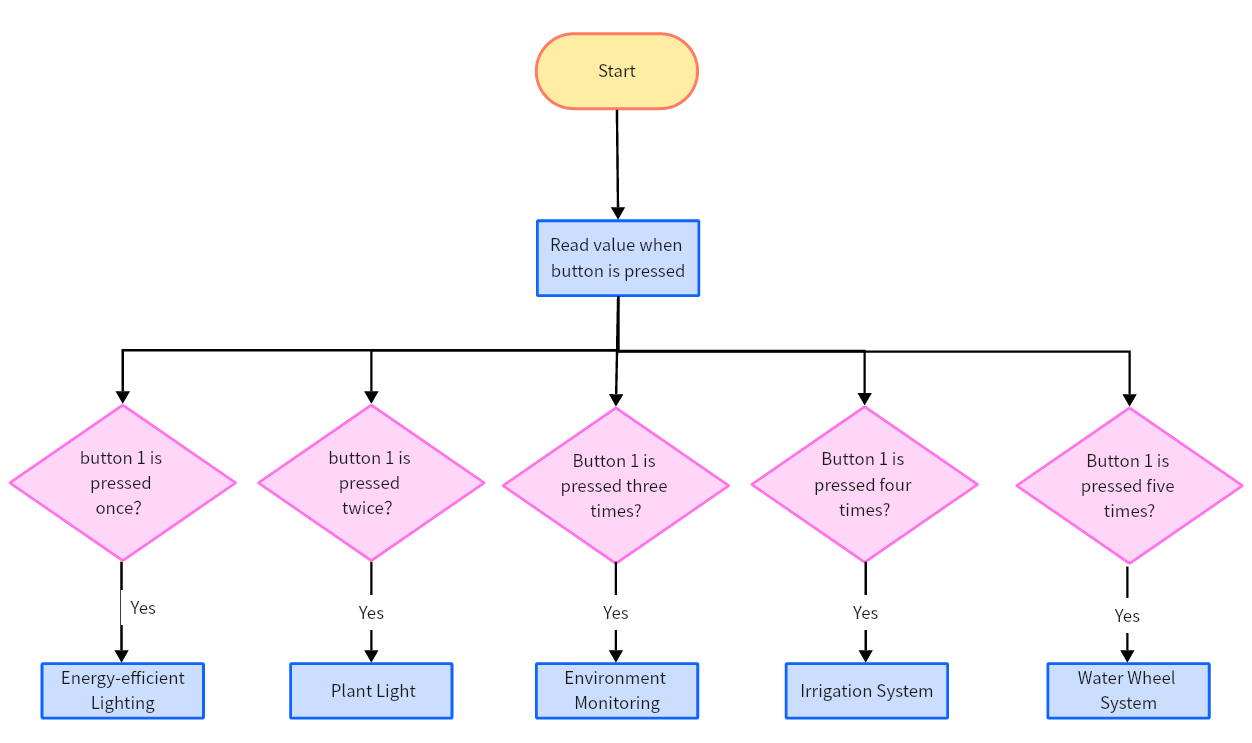 Start
Read value when
button is pressed
button 1 is
pressed
once?
button 1 is
pressed
twice?
Button 1 is
pressed three
times?
Button 1 is
pressed four
times?
Button 1 is
pressed five
times?
Yes
Yes
Yes
Yes
Yes
Energy-efficient
Lighting
Plant Light
Environment
Monitoring
Irrigation System
Water Wheel
System